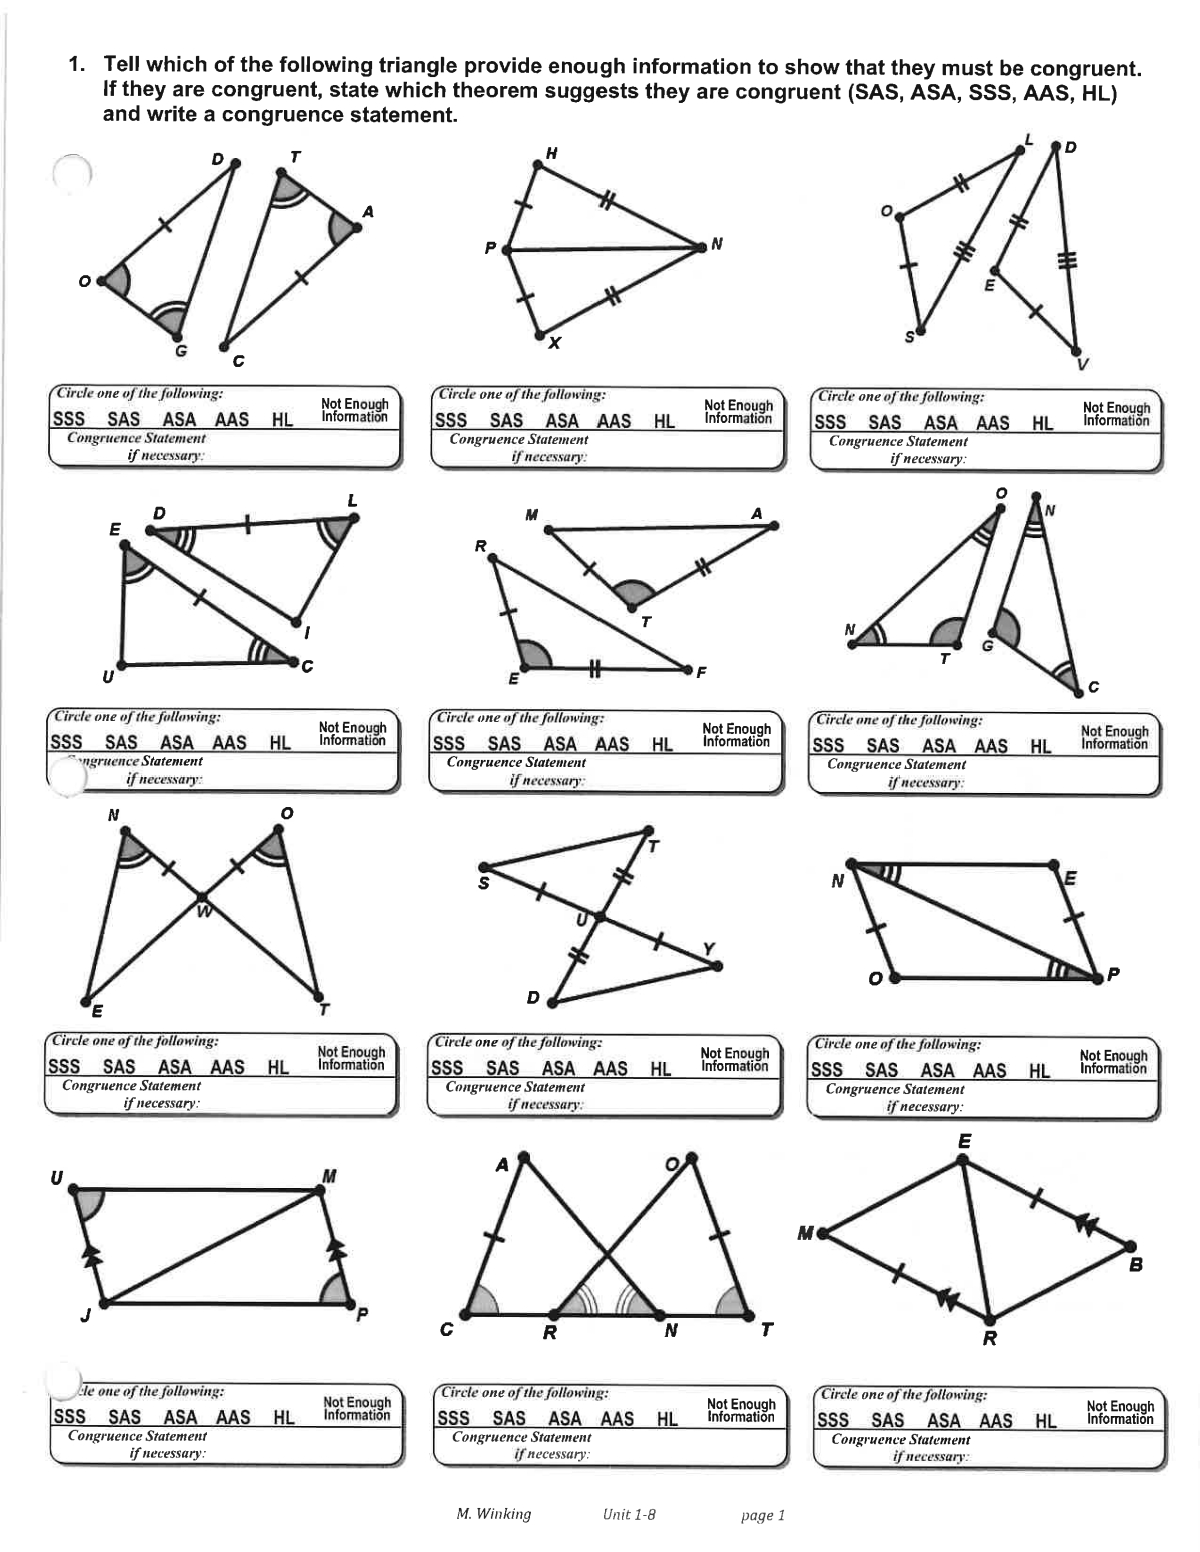 1. Tell which of the following triangle provide enough information to show that they must be congruent.
If they are congruent, state which theorem suggests they are congruent (SAS, ASA, SSS, AAS, HL)
and write a congruence statement.
D T A O G C
H P N X
L D O E S V
Circle one of the following:
SSS SAS ASA AAS HL Not Enough Information
Congruence Statement
if necessary:
Circle one of the following:
SSS SAS ASA AAS HL Not Enough Information
Congruence Statement
if necessary:
Circle one of the following:
SSS SAS ASA AAS HL Not Enough Information
Congruence Statement
if necessary:
E D L I U C
M A R T E F
O N N T G C
Circle one of the following:
SSS SAS ASA AAS HL Not Enough Information
ngruence Statement
if necessary:
Circle one of the following:
SSS SAS ASA AAS HL Not Enough Information
Congruence Statement
if necessary:
Circle one of the following:
SSS SAS ASA AAS HL Not Enough Information
Congruence Statement
if necessary:
N O W E T
T S U Y D
N E O P
Circle one of the following:
SSS SAS ASA AAS HL Not Enough Information
Congruence Statement
if necessary:
Circle one of the following:
SSS SAS ASA AAS HL Not Enough Information
Congruence Statement
if necessary:
Circle one of the following:
SSS SAS ASA AAS HL Not Enough Information
Congruence Statement
if necessary:
U M J P
A O C R N T
E M B R
cle one of the following:
SSS SAS ASA AAS HL Not Enough Information
Congruence Statement
if necessary:
Circle one of the following:
SSS SAS ASA AAS HL Not Enough Information
Congruence Statement
if necessary:
Circle one of the following:
SSS SAS ASA AAS HL Not Enough Information
Congruence Statement
if necessary:
M. Winking Unit 1-8 page 1